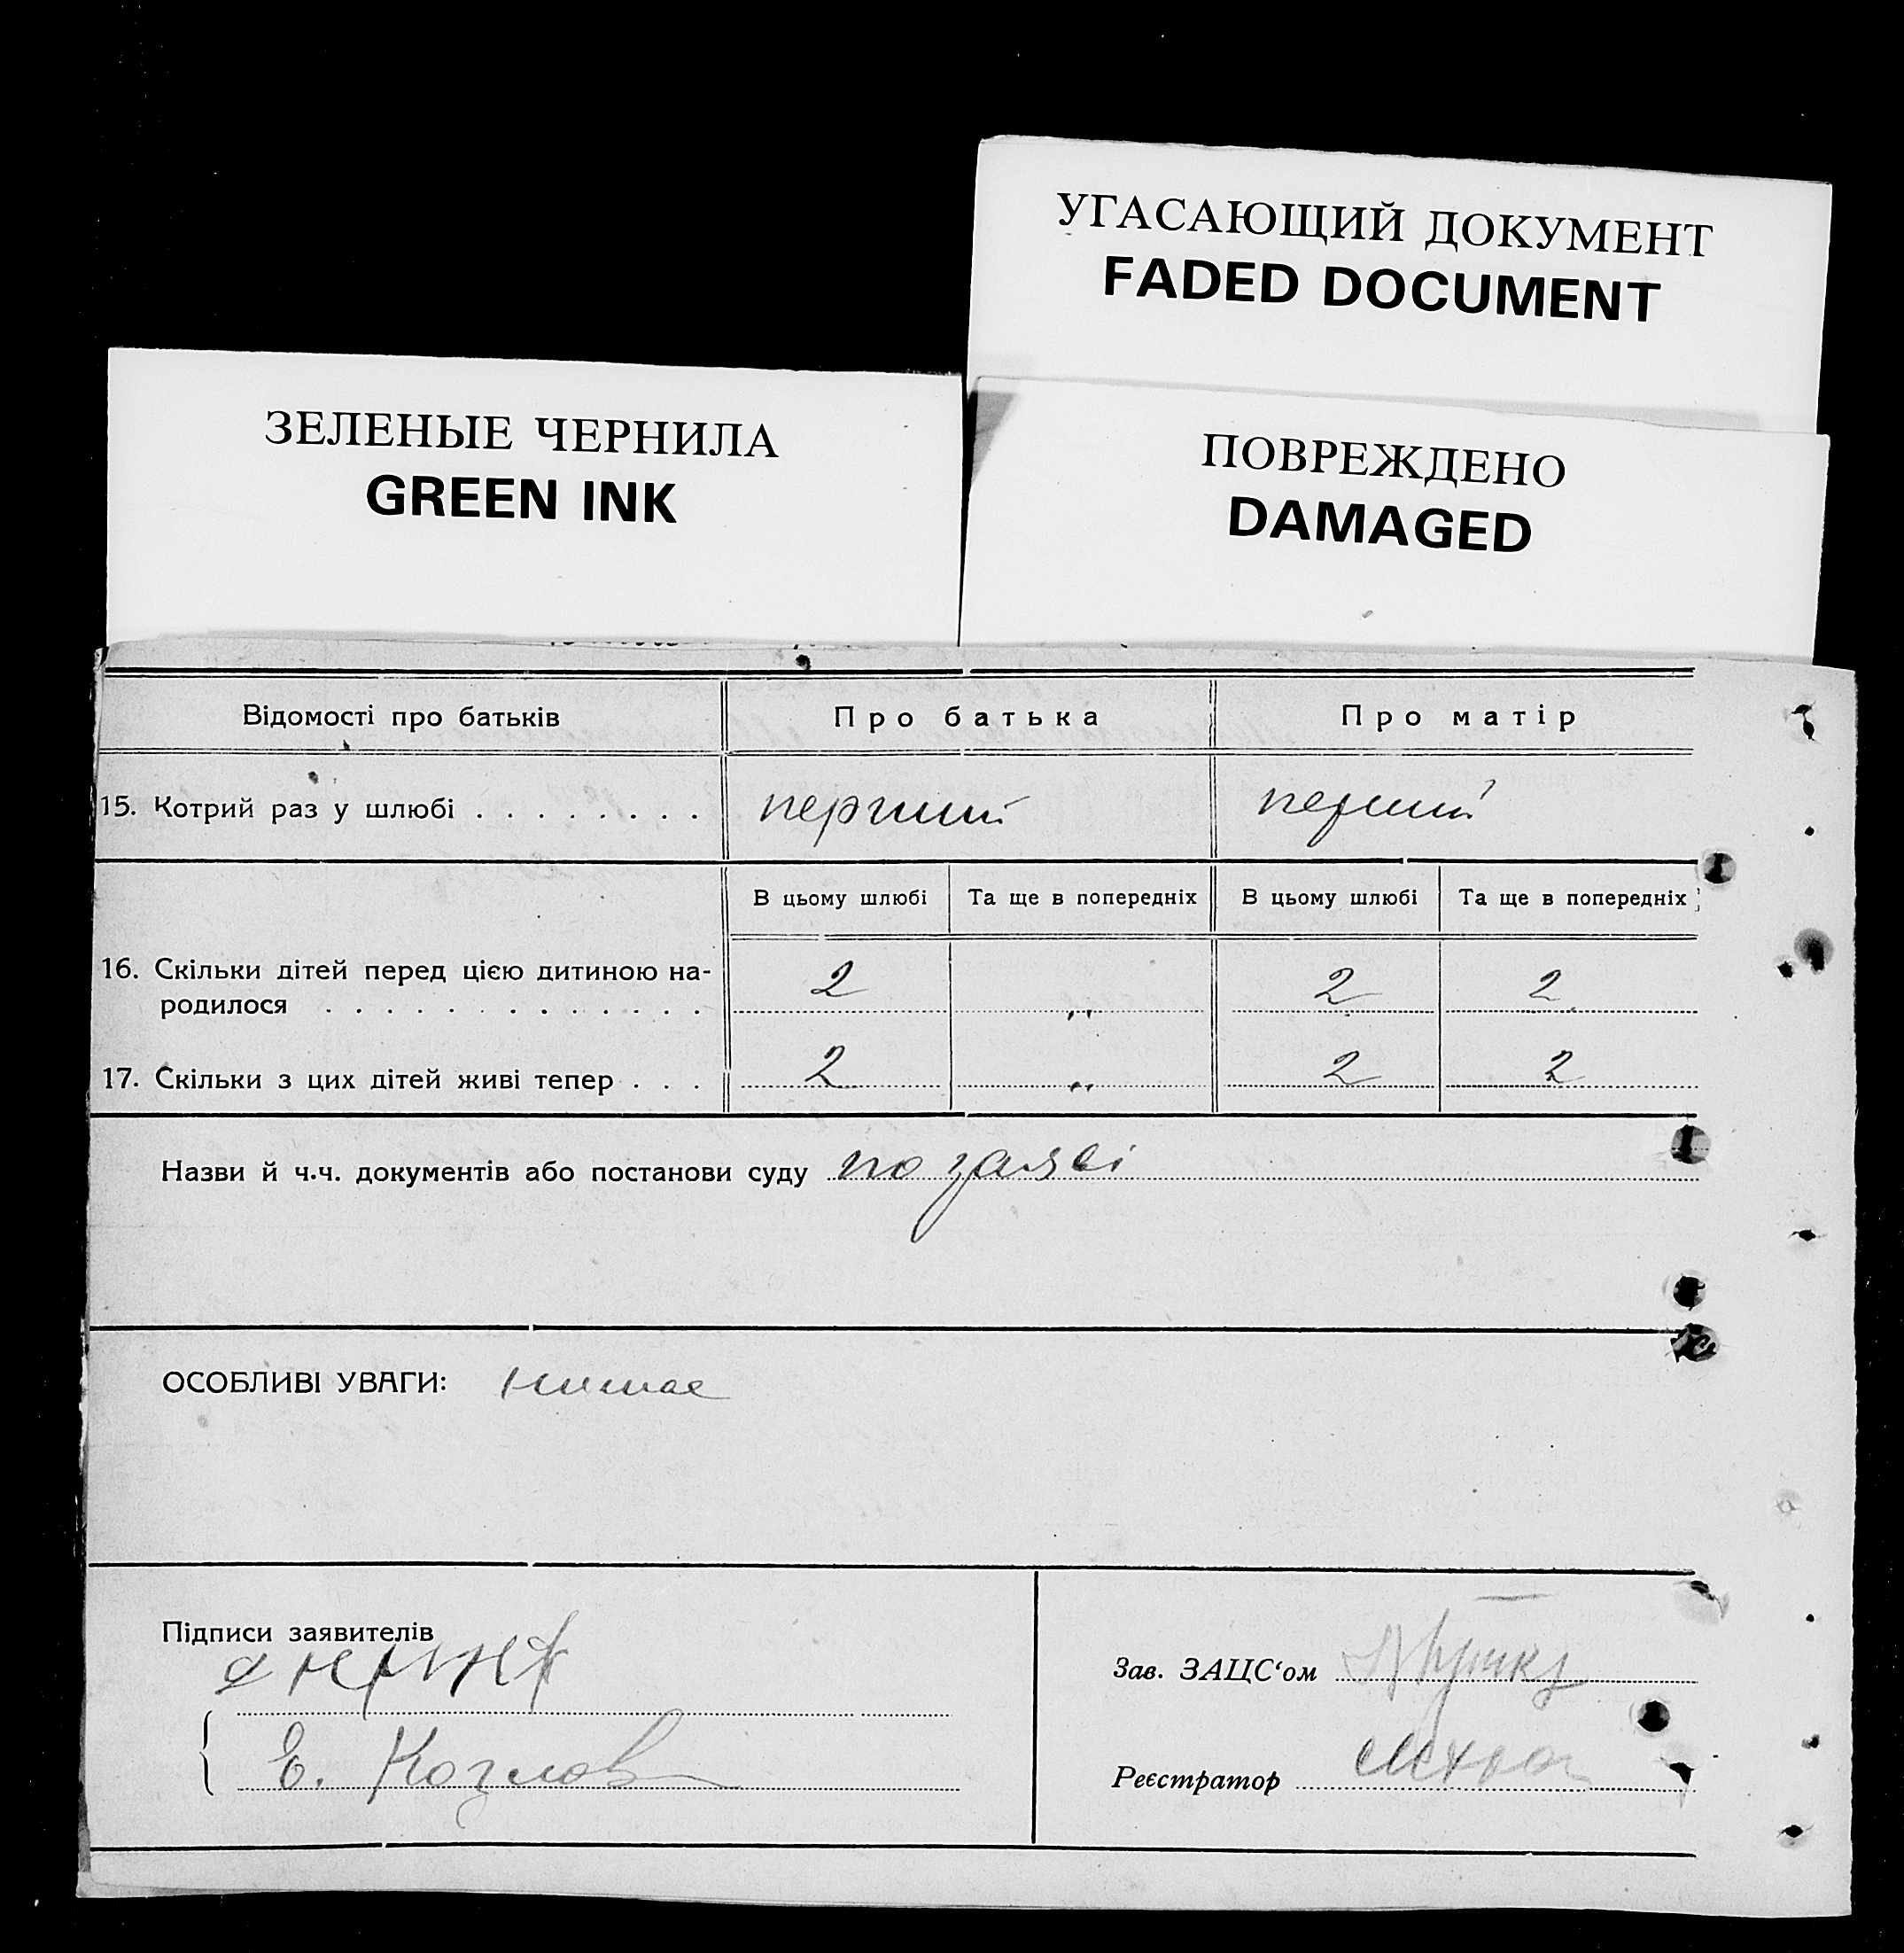 УГАСАЮЩИЙ ДОКУМЕНТ
FADED DOCUMENT
ЗЕЛЕНЫЕ ЧЕРНИЛА
GREEN INK
ПОВРЕЖДЕНО
DAMAGED
Відомості про батьків Про батька Про матір
15. Котрий раз у шлюбі . . . . . . . . перший перший
В цьому шлюбі Та ще в попередніх В цьому шлюбі Та ще в попередніх
16. Скільки дітей перед цією дитиною на-
родилося . . . . . . . . . . . . . 2 „ 2 2
17. Скільки з цих дітей живі тепер . . . 2 „ 2 2
Назви й ч.ч. документів або постанови суду по заяві
ОСОБЛИВІ УВАГИ: немає
Підписи заявителів
Зав. ЗАЦС‘ом
Е. Козлов
Реєстратор